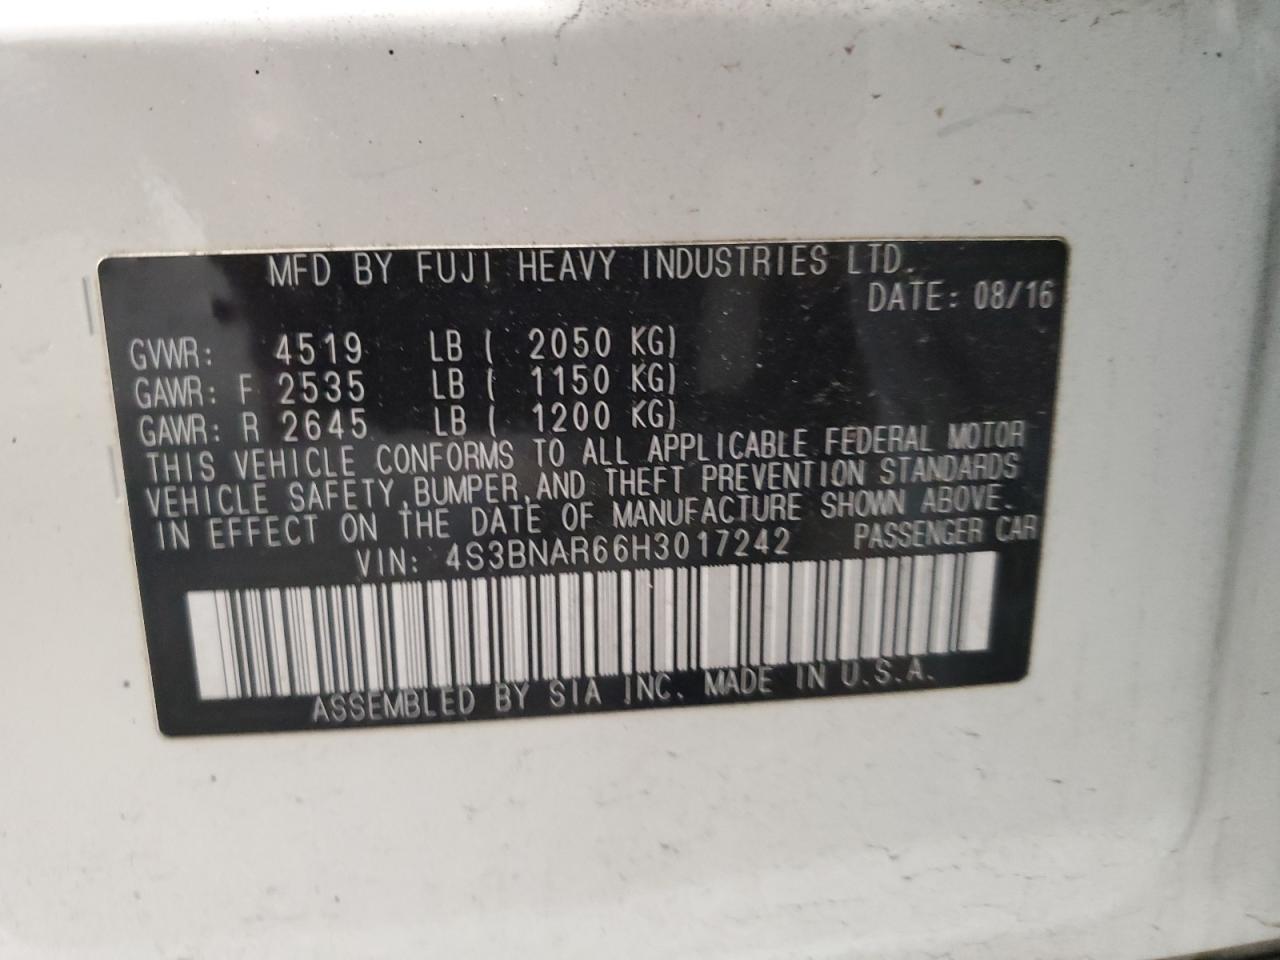 MFD BY FUJI HEAVY INDUSTRIES LTD.
DATE: 08/16
GVWR: 4519 LB ( 2050 KG)
GAWR: F 2535 LB ( 1150 KG)
GAWR: R 2645 LB ( 1200 KG)
THIS VEHICLE CONFORMS TO ALL APPLICABLE FEDERAL MOTOR
VEHICLE SAFETY,BUMPER,AND THEFT PREVENTION STANDARDS
IN EFFECT ON THE DATE OF MANUFACTURE SHOWN ABOVE.
VIN: 4S3BNAR66H3017242 PASSENGER CAR
ASSEMBLED BY SIA INC. MADE IN U.S.A.